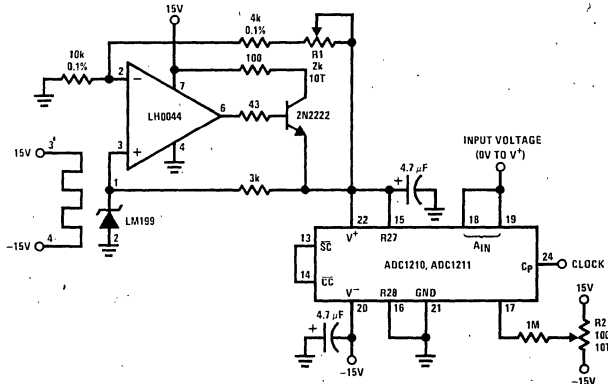 15V
4k
0.1%
R1
2k
10T
10k
0.1%
100
2
−
7
LH0044
6
43
2N2222
3
+
4
15V
3
1
3k
LM199
2
−15V
4
INPUT VOLTAGE
(0V TO V+)
+
4.7 µF
22
15
18
19
V+
R27
AIN
13
SC
14
CC
ADC1210, ADC1211
CP
24
CLOCK
V−
R28
GND
4.7 µF
+
20
16
21
17
−15V
1M
15V
R2
10T
−15V